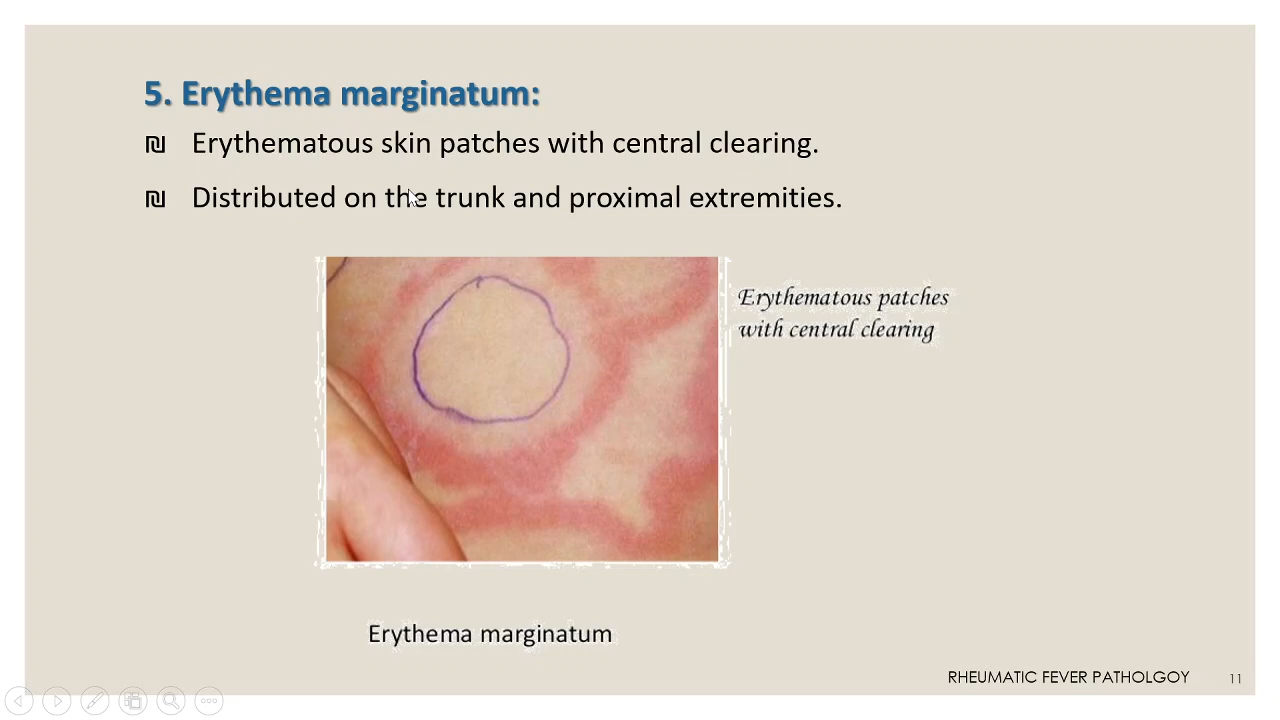 5. Erythema marginatum:
₪ Erythematous skin patches with central clearing.
₪ Distributed on the trunk and proximal extremities.
Erythematous patches
with central clearing
Erythema marginatum
RHEUMATIC FEVER PATHOLGOY 11